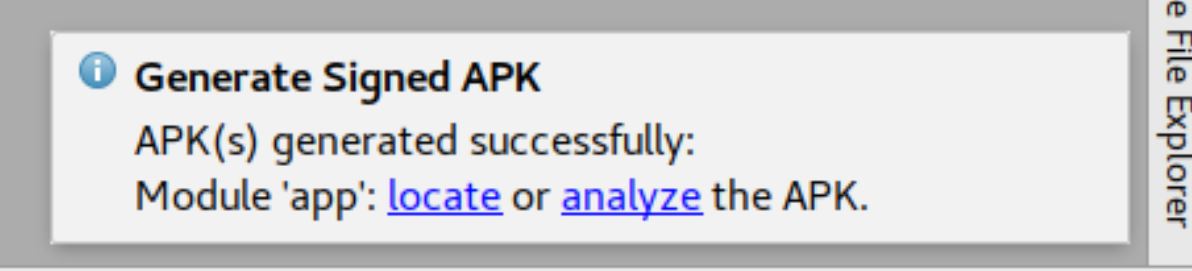 Generate Signed APK
APK(s) generated successfully:
Module 'app': locate or analyze the APK.
e File Explorer